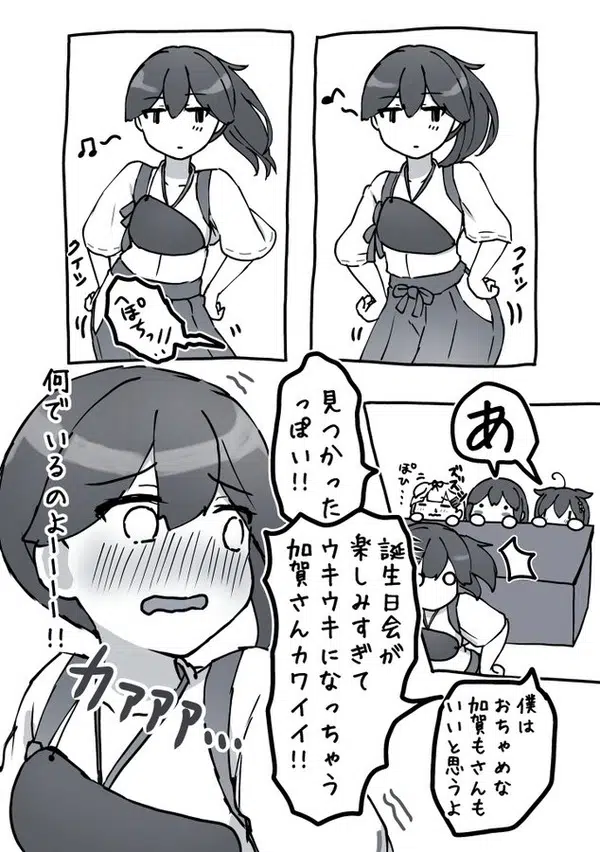 クイッ
クイッ
へぽちっ!!
あ
ぽひ…
僕は
おちゃめな
加賀もさんも
いいと思うよ
見つかった
っぽい!!
誕生日会が
楽しみすぎて
ウキウキになっちゃう
加賀さんカワイイ!!
何でいるのよーーー!!
カァァァ…